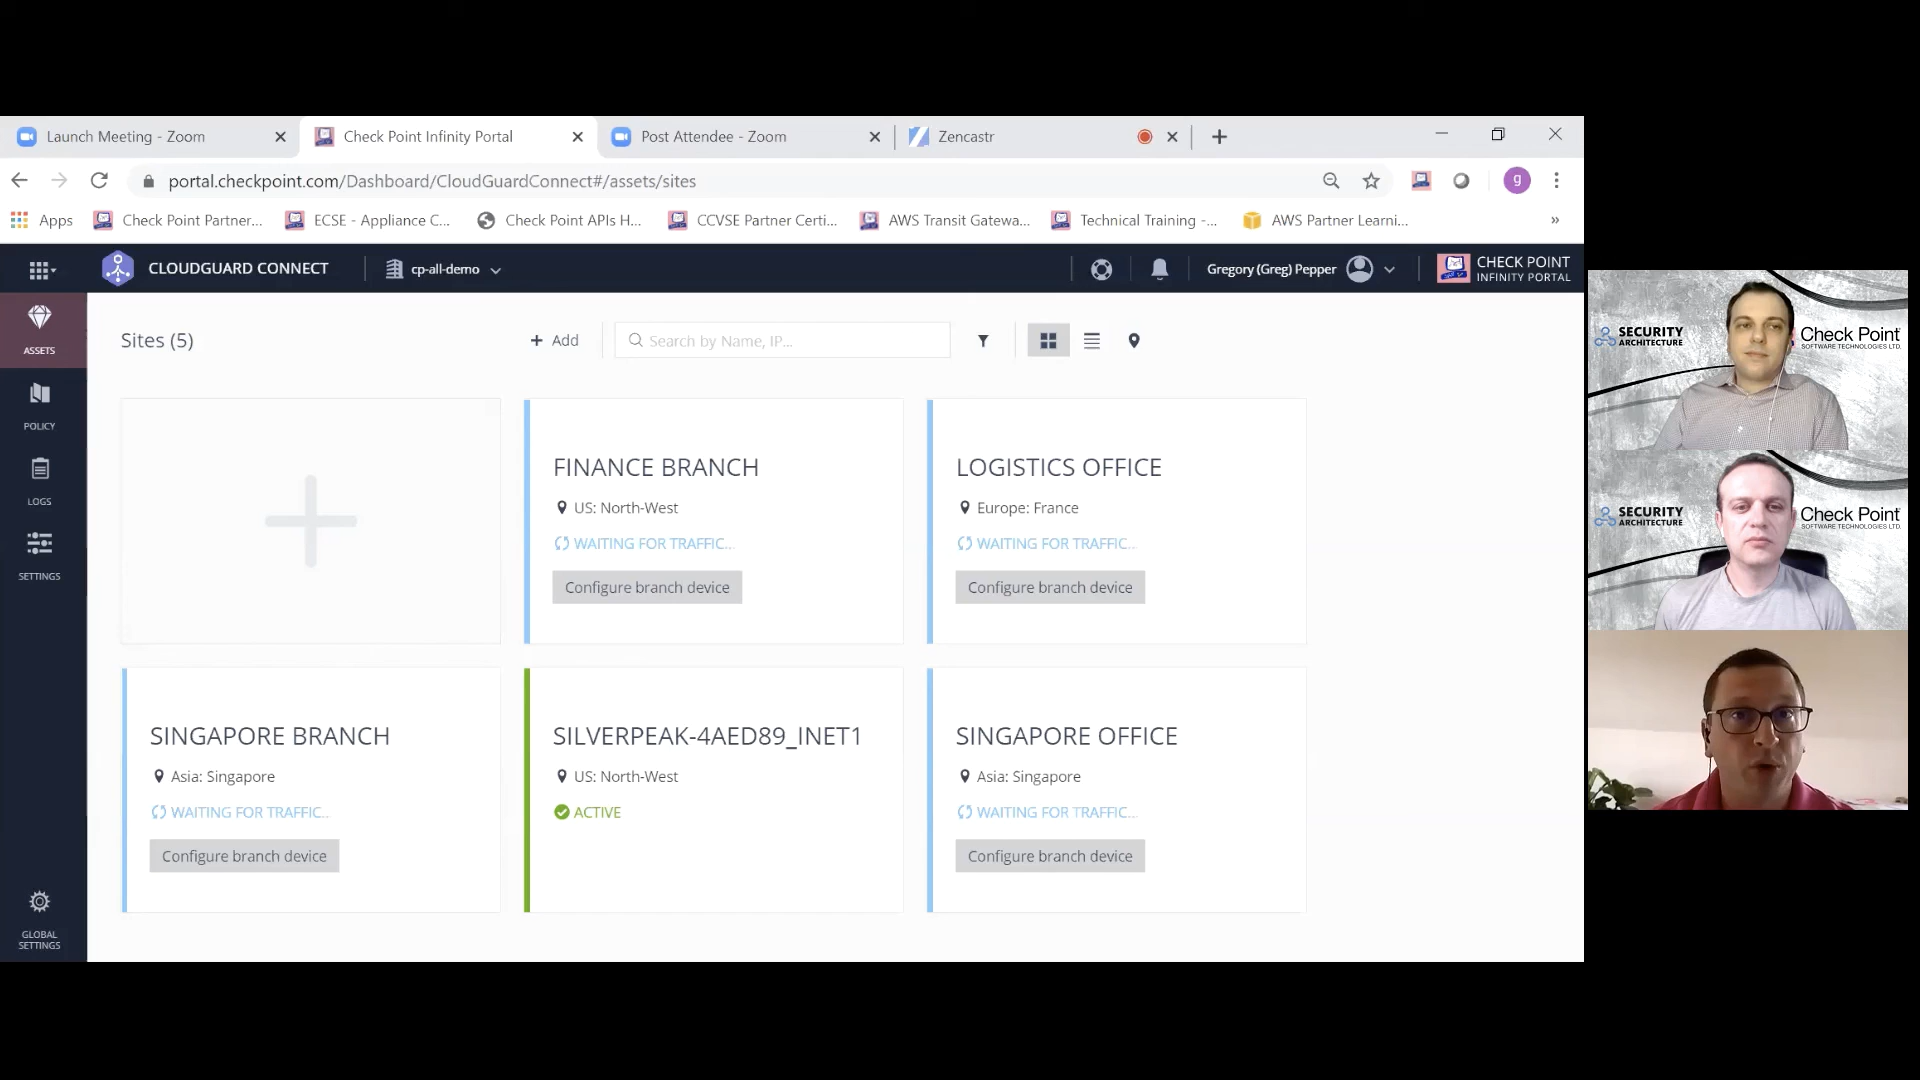 Launch Meeting - Zoom
Check Point Infinity Portal
Post Attendee - Zoom
Zencastr
portal.checkpoint.com/Dashboard/CloudGuardConnect#/assets/sites
g
Apps
Check Point Partner...
ECSE - Appliance C...
Check Point APIs H...
CCVSE Partner Certi...
AWS Transit Gatewa...
Technical Training -...
AWS Partner Learni...
»
CLOUDGUARD CONNECT
cp-all-demo
Gregory (Greg) Pepper
CHECK POINT
INFINITY PORTAL
ASSETS
POLICY
LOGS
SETTINGS
GLOBAL
SETTINGS
Sites (5)
+ Add
Search by Name, IP...
FINANCE BRANCH
US: North-West
WAITING FOR TRAFFIC...
Configure branch device
LOGISTICS OFFICE
Europe: France
WAITING FOR TRAFFIC...
Configure branch device
SINGAPORE BRANCH
Asia: Singapore
WAITING FOR TRAFFIC...
Configure branch device
SILVERPEAK-4AED89_INET1
US: North-West
ACTIVE
SINGAPORE OFFICE
Asia: Singapore
WAITING FOR TRAFFIC...
Configure branch device
SECURITY
ARCHITECTURE
Check Point
SOFTWARE TECHNOLOGIES LTD.
SECURITY
ARCHITECTURE
Check Point
SOFTWARE TECHNOLOGIES LTD.